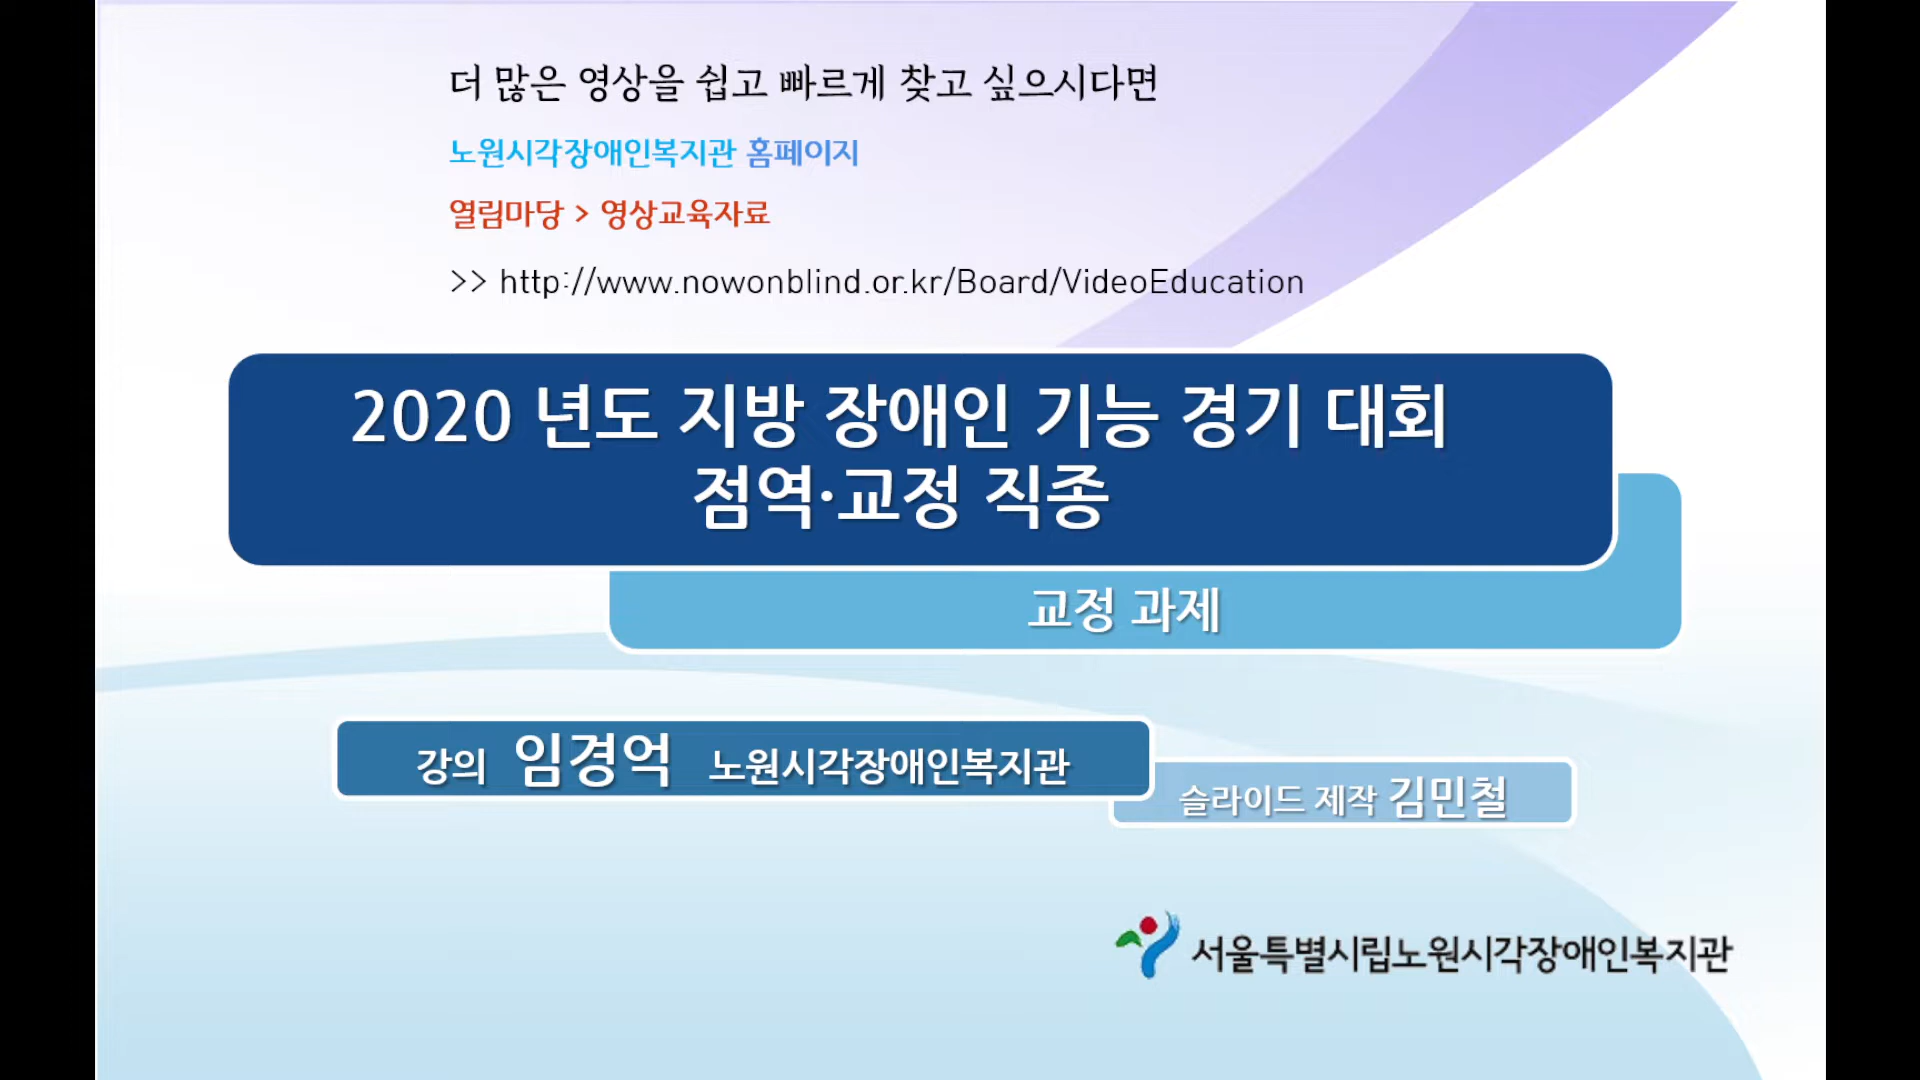 더 많은 영상을 쉽고 빠르게 찾고 싶으시다면
노원시각장애인복지관 홈페이지
열림마당 > 영상교육자료
>> http://www.nowonblind.or.kr/Board/VideoEducation
2020 년도 지방 장애인 기능 경기 대회
점역·교정 직종
교정 과제
강의 임경억 노원시각장애인복지관
슬라이드 제작 김민철
서울특별시립노원시각장애인복지관